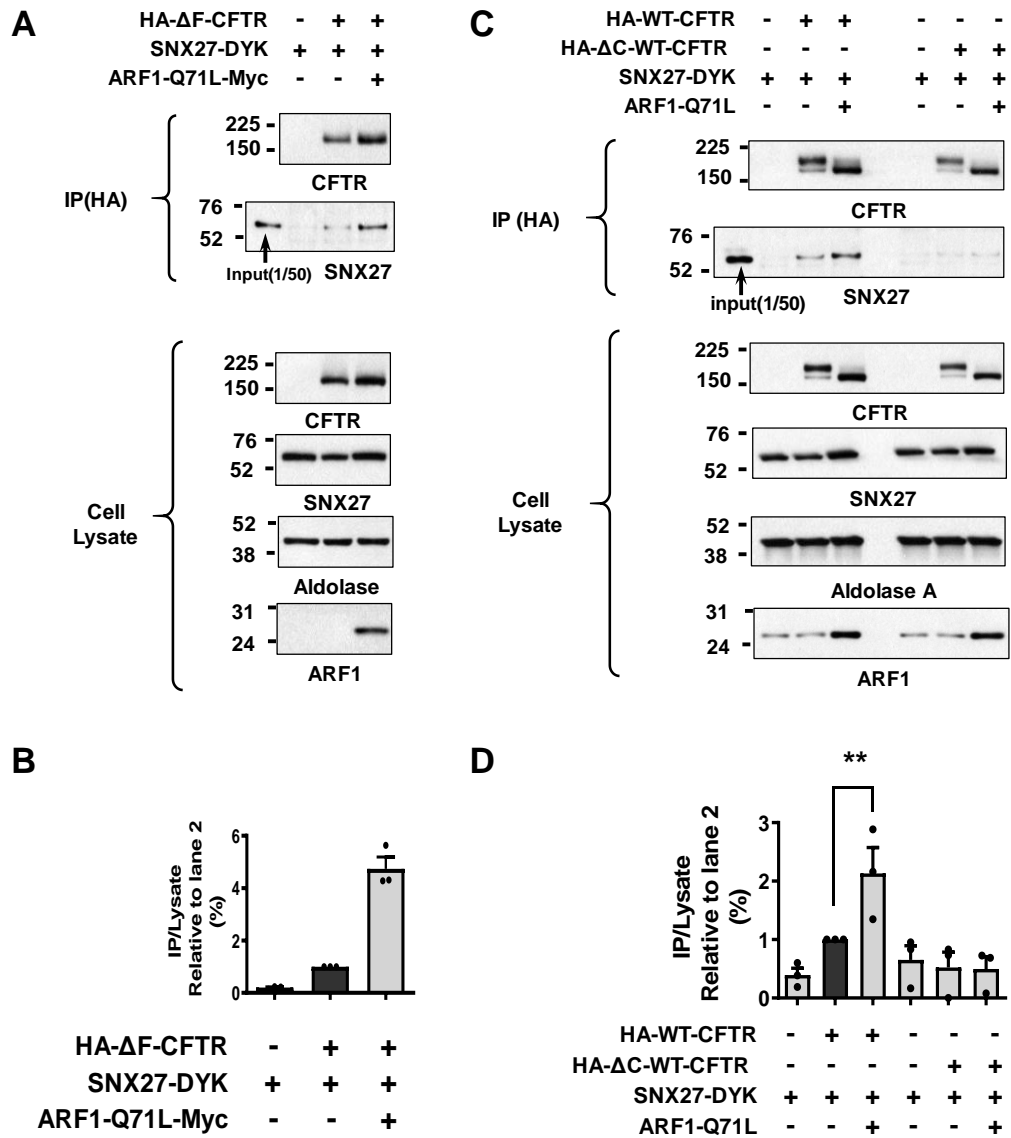 A
HA-ΔF-CFTR - + +
SNX27-DYK + + +
ARF1-Q71L-Myc - - +
225
150
CFTR
IP(HA)
76
52
Input(1/50)
SNX27
225
150
CFTR
76
52
SNX27
Cell
Lysate
52
38
Aldolase
31
24
ARF1
C
HA-WT-CFTR - + + - - -
HA-ΔC-WT-CFTR - - - - + +
SNX27-DYK + + + + + +
ARF1-Q71L - - + - - +
225
150
CFTR
IP (HA)
76
52
input(1/50)
SNX27
225
150
CFTR
76
52
SNX27
Cell
Lysate
52
38
Aldolase A
31
24
ARF1
B
IP/Lysate
Relative to lane 2
(%)
6
4
2
0
HA-ΔF-CFTR - + +
SNX27-DYK + + +
ARF1-Q71L-Myc - - +
D
**
IP/Lysate
Relative to lane 2
(%)
3
2
1
0
HA-WT-CFTR - + + - - -
HA-ΔC-WT-CFTR - - - - + +
SNX27-DYK + + + + + +
ARF1-Q71L - - + - - +